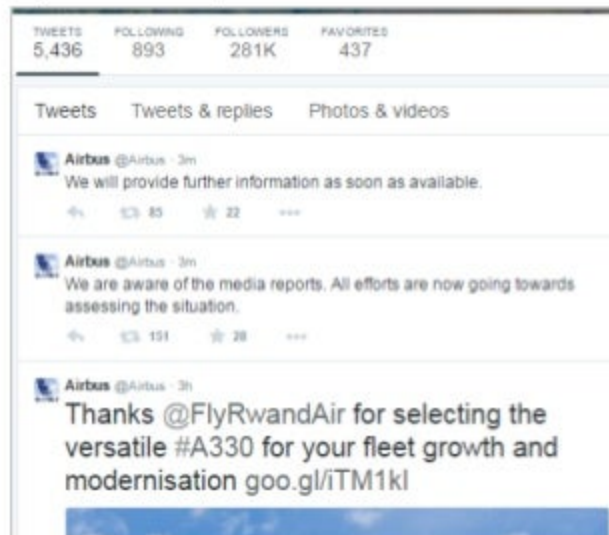 TWEETS FOLLOWING FOLLOWERS FAVORITES
5,436 893 281K 437
Tweets Tweets & replies Photos & videos
Airbus @Airbus · 3m
We will provide further information as soon as available.
85 22
Airbus @Airbus · 3m
We are aware of the media reports. All efforts are now going towards
assessing the situation.
151 28
Airbus @Airbus · 3h
Thanks @FlyRwandAir for selecting the
versatile #A330 for your fleet growth and
modernisation goo.gl/iTM1kl